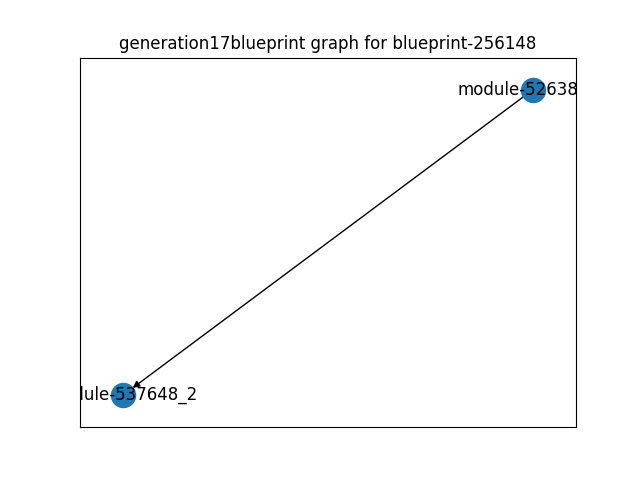 generation17blueprint graph for blueprint-256148
module-52638
lule-537648_2